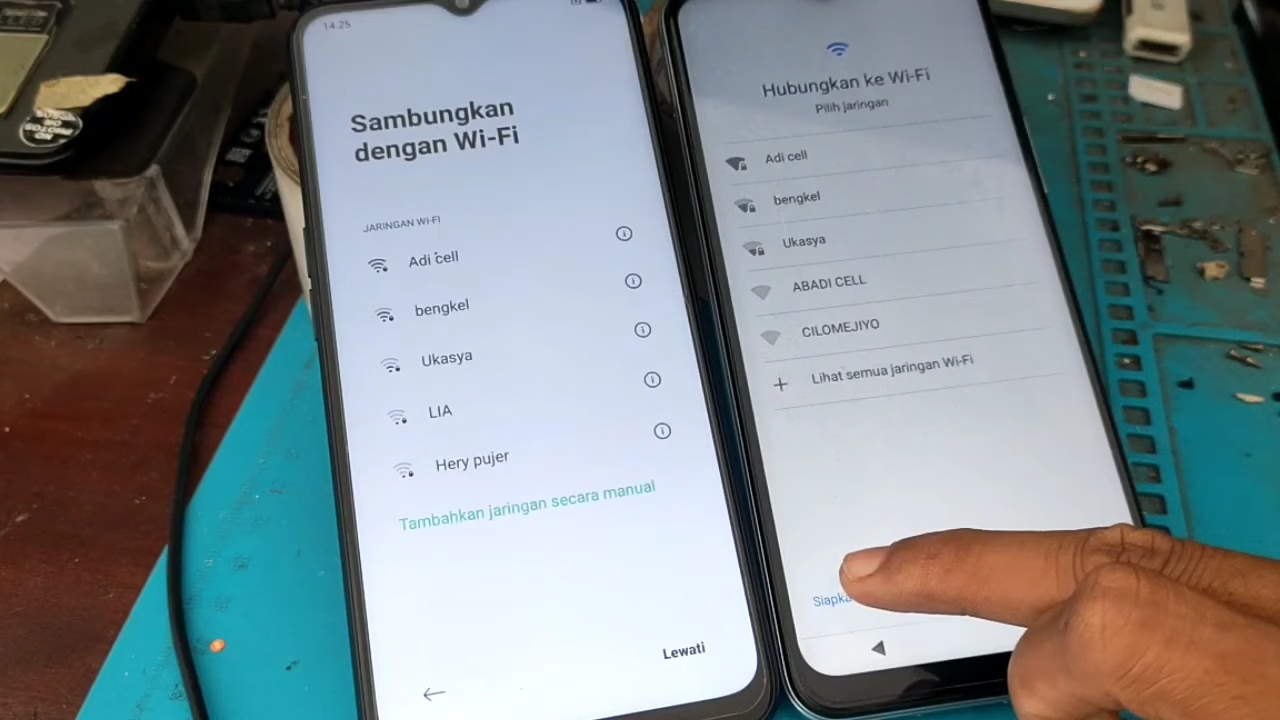 14.25
Sambungkan
dengan Wi-Fi
JARINGAN WI-FI
Adi cell
bengkel
Ukasya
LIA
Hery pujer
Tambahkan jaringan secara manual
Lewati
Hubungkan ke Wi-Fi
Pilih jaringan
Adi cell
bengkel
Ukasya
ABADI CELL
CILOMEJIYO
Lihat semua jaringan Wi-Fi